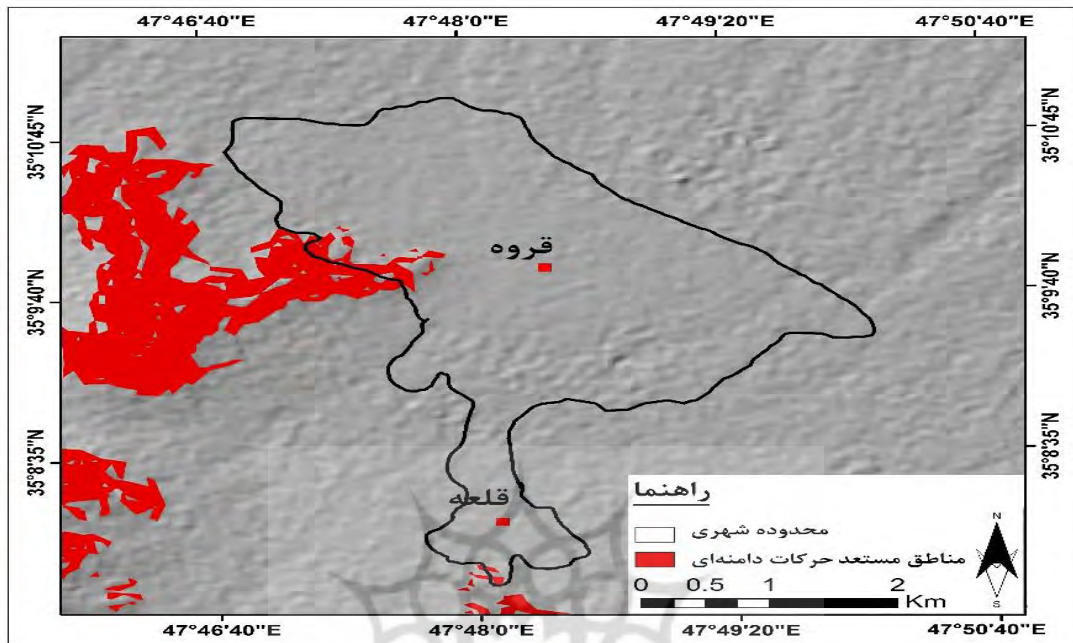 47°46'40"E 47°48'0"E 47°49'20"E 47°50'40"E
35°10'45"N 35°10'45"N
35°9'40"N 35°9'40"N
35°8'35"N 35°8'35"N
قروه
قلعه
راهنما
محدوده شهری
مناطق مستعد حرکات دامنه‌ای
N
S
0 0.5 1 2
Km
47°46'40"E 47°48'0"E 47°49'20"E 47°50'40"E